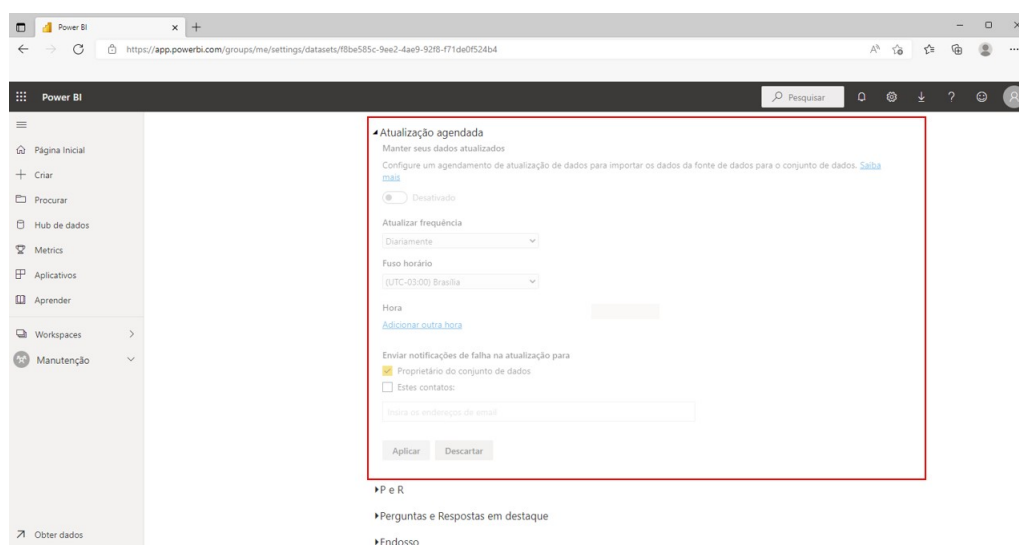 Power BI
https://app.powerbi.com/groups/me/settings/datasets/f8be585c-9ee2-4ae9-92f8-f71de0f524b4
Power BI
Pesquisar
Página Inicial
Criar
Procurar
Hub de dados
Metrics
Aplicativos
Aprender
Workspaces
Manutenção
Obter dados
Atualização agendada
Manter seus dados atualizados
Configure um agendamento de atualização de dados para importar os dados da fonte de dados para o conjunto de dados. Saiba
mais
Desativado
Atualizar frequência
Diariamente
Fuso horário
(UTC-03:00) Brasília
Hora
Adicionar outra hora
Enviar notificações de falha na atualização para
Proprietário do conjunto de dados
Estes contatos:
Insira os endereços de email
Aplicar Descartar
P e R
Perguntas e Respostas em destaque
Endosso